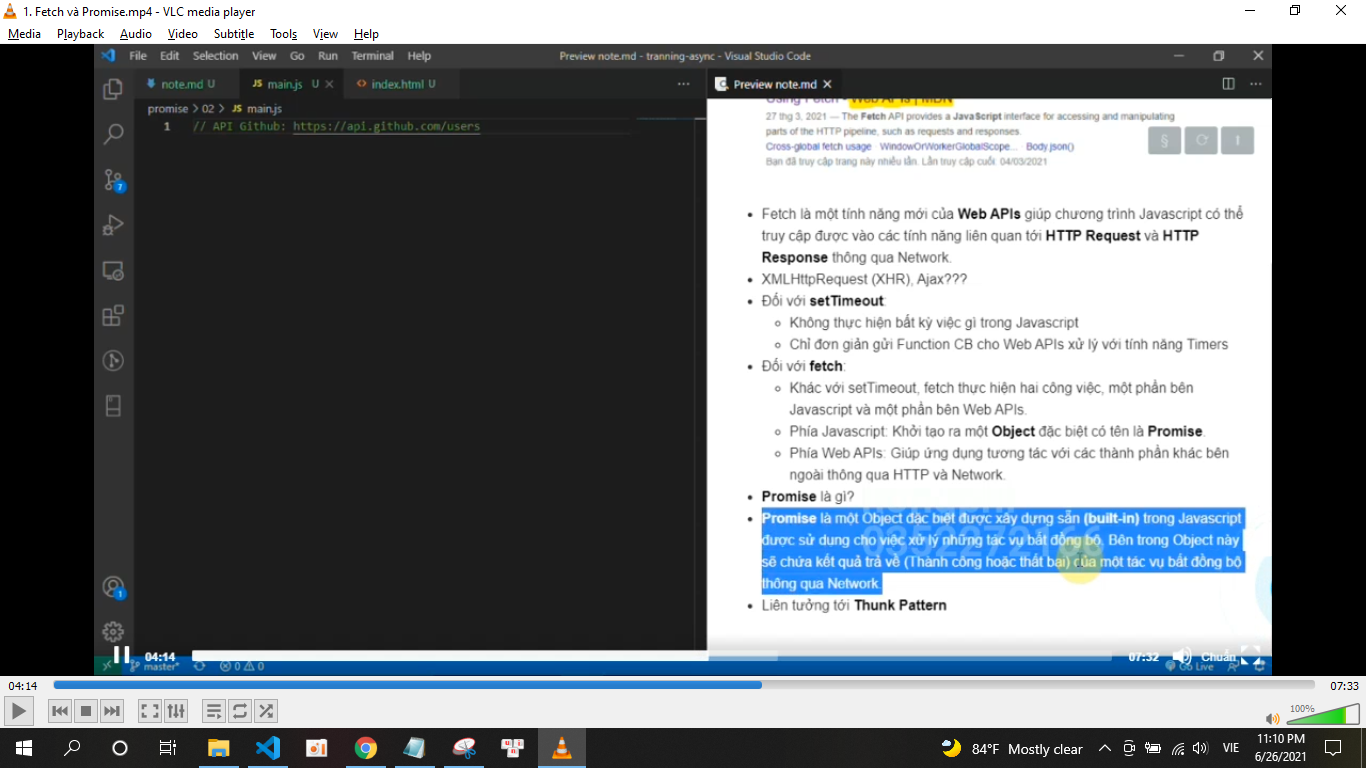 1. Fetch và Promise.mp4 - VLC media player
Media Playback Audio Video Subtitle Tools View Help
File Edit Selection View Go Run Terminal Help
Preview note.md - tranning-async - Visual Studio Code
note.md U
JS main.js U
index.html U
promise > 02 > JS main.js
1 // API Github: https://api.github.com/users
Preview note.md
Using Fetch - Web APIs | MDN
27 thg 3, 2021 — The Fetch API provides a JavaScript interface for accessing and manipulating
parts of the HTTP pipeline, such as requests and responses.
Cross-global fetch usage · WindowOrWorkerGlobalScope... · Body.json()
Bạn đã truy cập trang này nhiều lần. Lần truy cập cuối: 04/03/2021
• Fetch là một tính năng mới của Web APIs giúp chương trình Javascript có thể
truy cập được vào các tính năng liên quan tới HTTP Request và HTTP
Response thông qua Network.
• XMLHttpRequest (XHR), Ajax???
• Đối với setTimeout:
Không thực hiện bất kỳ việc gì trong Javascript
Chỉ đơn giản gửi Function CB cho Web APIs xử lý với tính năng Timers
• Đối với fetch:
Khác với setTimeout, fetch thực hiện hai công việc, một phần bên
Javascript và một phần bên Web APIs.
Phía Javascript: Khởi tạo ra một Object đặc biệt có tên là Promise.
Phía Web APIs: Giúp ứng dụng tương tác với các thành phần khác bên
ngoài thông qua HTTP và Network.
• Promise là gì?
• Promise là một Object đặc biệt được xây dựng sẵn (built-in) trong Javascript
được sử dụng cho việc xử lý những tác vụ bất đồng bộ. Bên trong Object này
sẽ chứa kết quả trả về (Thành công hoặc thất bại) của một tác vụ bất đồng bộ
thông qua Network.
• Liên tưởng tới Thunk Pattern
7
1
04:14
07:32
Chuẩn
master*
0 0
Go Live
04:14
07:33
100%
84°F Mostly clear
VIE
11:10 PM
6/26/2021